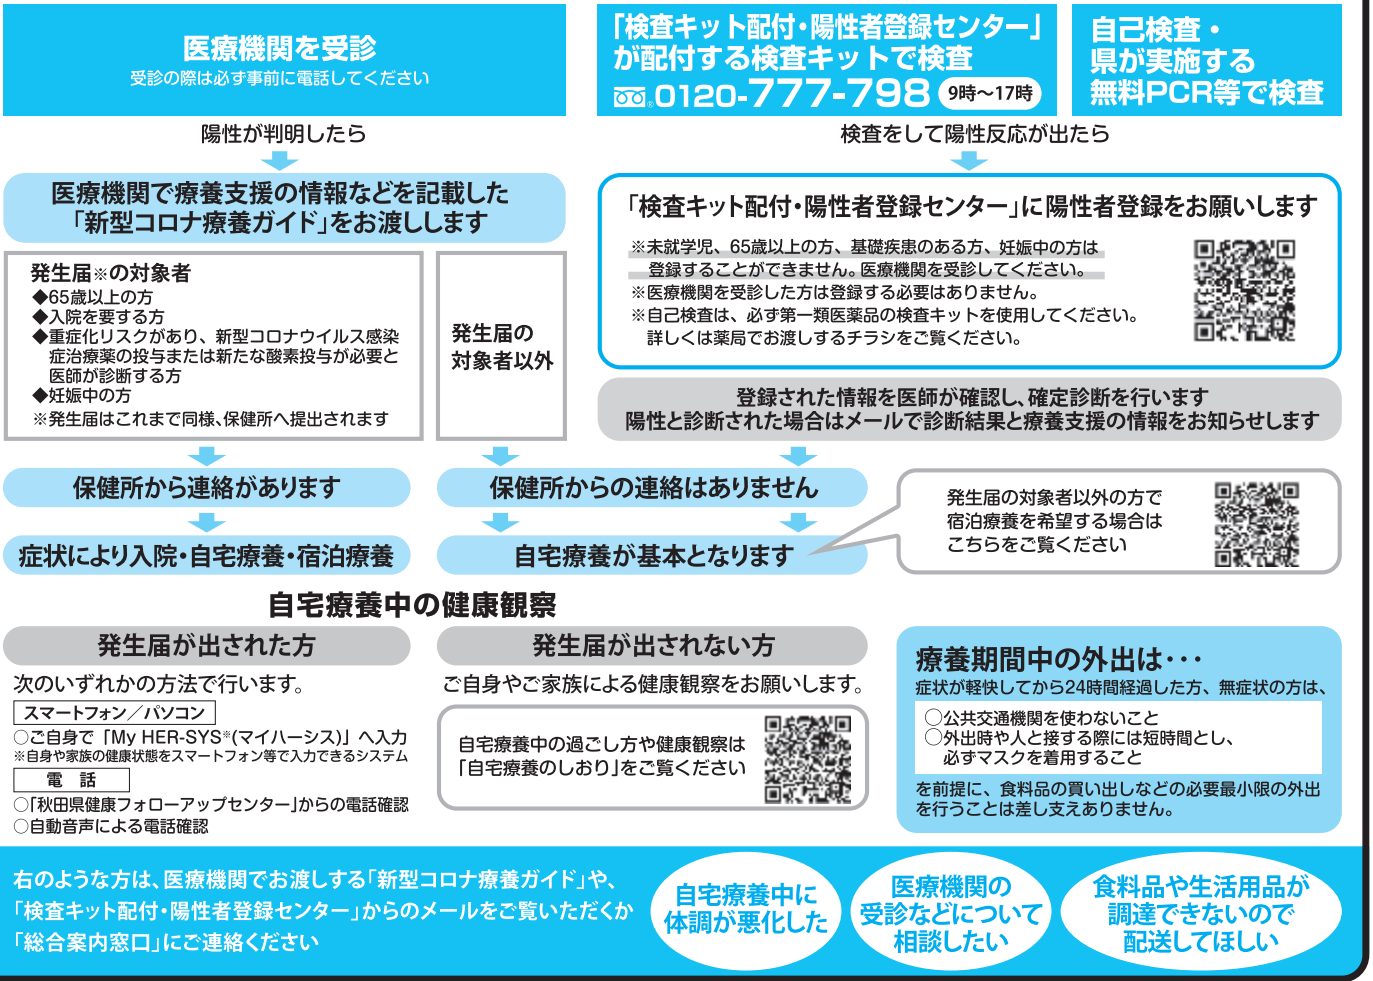 医療機関を受診
受診の際は必ず事前に電話してください
「検査キット配付・陽性者登録センター」
が配付する検査キットで検査
0120-777-798 9時〜17時
自己検査・
県が実施する
無料PCR等で検査
陽性が判明したら
検査をして陽性反応が出たら
医療機関で療養支援の情報などを記載した
「新型コロナ療養ガイド」をお渡しします
発生届※の対象者
◆65歳以上の方
◆入院を要する方
◆重症化リスクがあり、新型コロナウイルス感染
症治療薬の投与または新たな酸素投与が必要と
医師が診断する方
◆妊娠中の方
※発生届はこれまで同様、保健所へ提出されます
発生届の
対象者以外
「検査キット配付・陽性者登録センター」に陽性者登録をお願いします
※未就学児、65歳以上の方、基礎疾患のある方、妊娠中の方は
登録することができません。医療機関を受診してください。
※医療機関を受診した方は登録する必要はありません。
※自己検査は、必ず第一類医薬品の検査キットを使用してください。
詳しくは薬局でお渡しするチラシをご覧ください。
登録された情報を医師が確認し、確定診断を行います
陽性と診断された場合はメールで診断結果と療養支援の情報をお知らせします
保健所から連絡があります
保健所からの連絡はありません
症状により入院・自宅療養・宿泊療養
自宅療養が基本となります
発生届の対象者以外の方で
宿泊療養を希望する場合は
こちらをご覧ください
自宅療養中の健康観察
発生届が出された方
次のいずれかの方法で行います。
スマートフォン／パソコン
○ご自身で「My HER-SYS※(マイハーシス)」へ入力
※自身や家族の健康状態をスマートフォン等で入力できるシステム
電 話
○「秋田県健康フォローアップセンター」からの電話確認
○自動音声による電話確認
発生届が出されない方
ご自身やご家族による健康観察をお願いします。
自宅療養中の過ごし方や健康観察は
「自宅療養のしおり」をご覧ください
療養期間中の外出は・・・
症状が軽快してから24時間経過した方、無症状の方は、
○公共交通機関を使わないこと
○外出時や人と接する際には短時間とし、
必ずマスクを着用すること
を前提に、食料品の買い出しなどの必要最小限の外出
を行うことは差し支えありません。
右のような方は、医療機関でお渡しする「新型コロナ療養ガイド」や、
「検査キット配付・陽性者登録センター」からのメールをご覧いただくか
「総合案内窓口」にご連絡ください
自宅療養中に
体調が悪化した
医療機関の
受診などについて
相談したい
食料品や生活用品が
調達できないので
配送してほしい